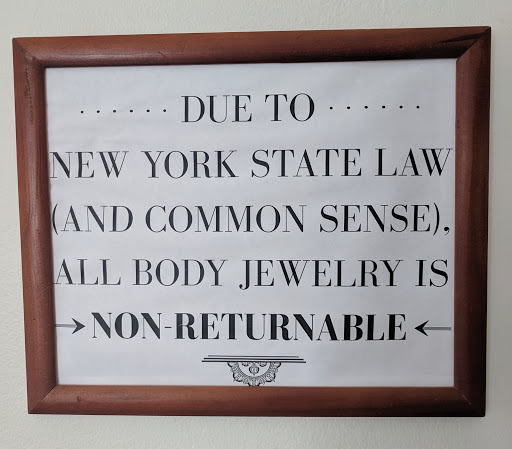 ...... DUE TO ......
NEW YORK STATE LAW
(AND COMMON SENSE),
ALL BODY JEWELRY IS
→ NON-RETURNABLE ←